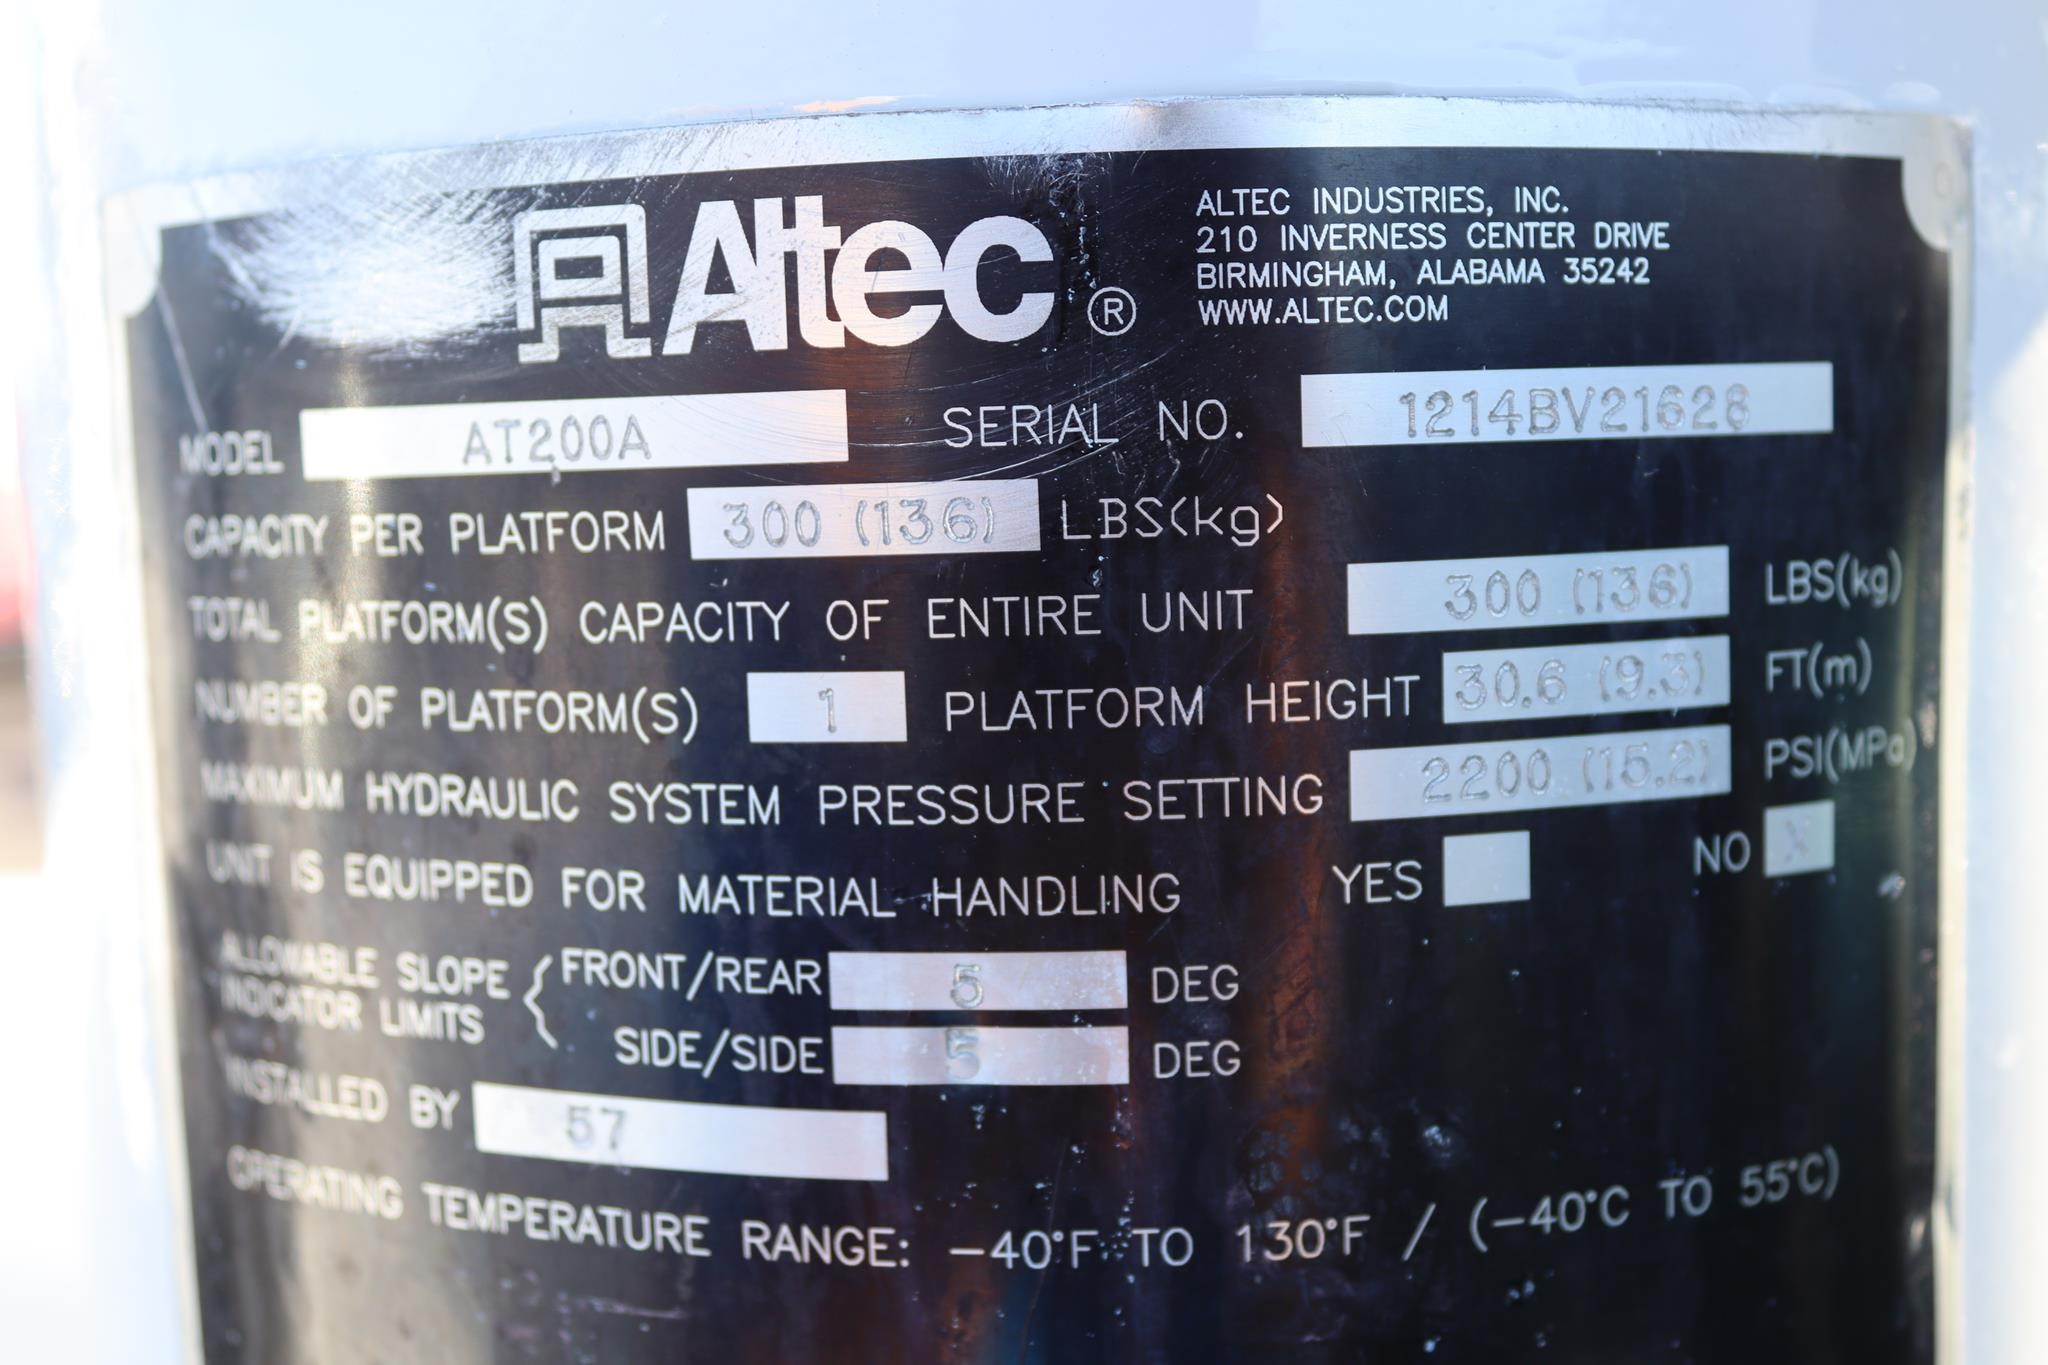 Altec ®
ALTEC INDUSTRIES, INC.
210 INVERNESS CENTER DRIVE
BIRMINGHAM, ALABAMA 35242
WWW.ALTEC.COM
MODEL AT200A SERIAL NO. 1214BV21628
CAPACITY PER PLATFORM 300 (136) LBS(kg)
TOTAL PLATFORM(S) CAPACITY OF ENTIRE UNIT 300 (136) LBS(kg)
NUMBER OF PLATFORM(S) 1 PLATFORM HEIGHT 30.6 (9.3) FT(m)
MAXIMUM HYDRAULIC SYSTEM PRESSURE SETTING 2200 (15.2) PSI(MPa)
UNIT IS EQUIPPED FOR MATERIAL HANDLING YES NO X
ALLOWABLE SLOPE INDICATOR LIMITS { FRONT/REAR 5 DEG
SIDE/SIDE 5 DEG
INSTALLED BY 57
OPERATING TEMPERATURE RANGE: -40°F TO 130°F / (-40°C TO 55°C)